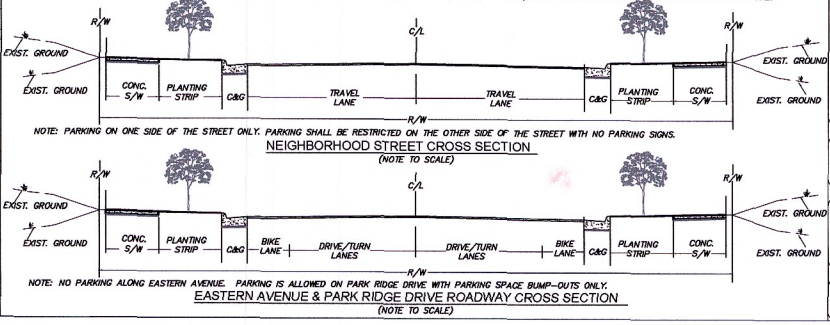 R/W C/L R/W
EXIST. GROUND EXIST. GROUND
EXIST. GROUND EXIST. GROUND
CONC. S/W PLANTING STRIP C&G TRAVEL LANE TRAVEL LANE C&G PLANTING STRIP CONC. S/W
R/W
NOTE: PARKING ON ONE SIDE OF THE STREET ONLY. PARKING SHALL BE RESTRICTED ON THE OTHER SIDE OF THE STREET WITH NO PARKING SIGNS.
NEIGHBORHOOD STREET CROSS SECTION
(NOTE TO SCALE)
R/W C/L R/W
EXIST. GROUND EXIST. GROUND
EXIST. GROUND EXIST. GROUND
CONC. S/W PLANTING STRIP C&G BIKE LANE DRIVE/TURN LANES DRIVE/TURN LANES BIKE LANE C&G PLANTING STRIP CONC. S/W
R/W
NOTE: NO PARKING ALONG EASTERN AVENUE. PARKING IS ALLOWED ON PARK RIDGE DRIVE WITH PARKING SPACE BUMP-OUTS ONLY.
EASTERN AVENUE & PARK RIDGE DRIVE ROADWAY CROSS SECTION
(NOTE TO SCALE)